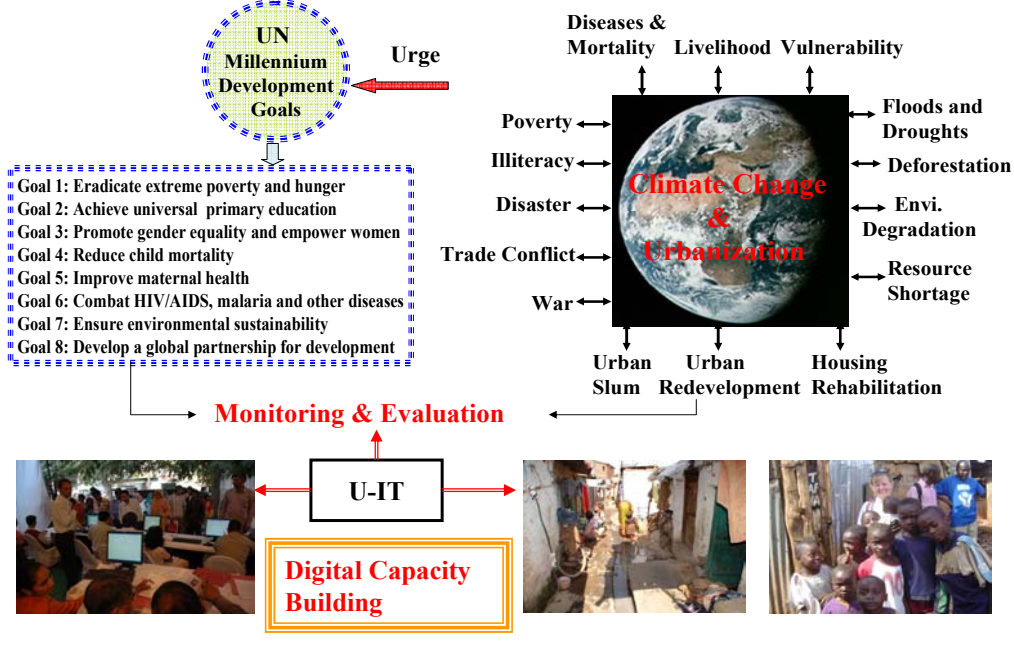 UN
Millennium
Development
Goals
Urge
Goal 1: Eradicate extreme poverty and hunger
Goal 2: Achieve universal primary education
Goal 3: Promote gender equality and empower women
Goal 4: Reduce child mortality
Goal 5: Improve maternal health
Goal 6: Combat HIV/AIDS, malaria and other diseases
Goal 7: Ensure environmental sustainability
Goal 8: Develop a global partnership for development
Diseases &
Mortality
Livelihood
Vulnerability
Poverty
Illiteracy
Disaster
Trade Conflict
War
Climate Change
&
Urbanization
Floods and
Droughts
Deforestation
Envi.
Degradation
Resource
Shortage
Urban
Slum
Urban
Redevelopment
Housing
Rehabilitation
Monitoring & Evaluation
U-IT
Digital Capacity
Building